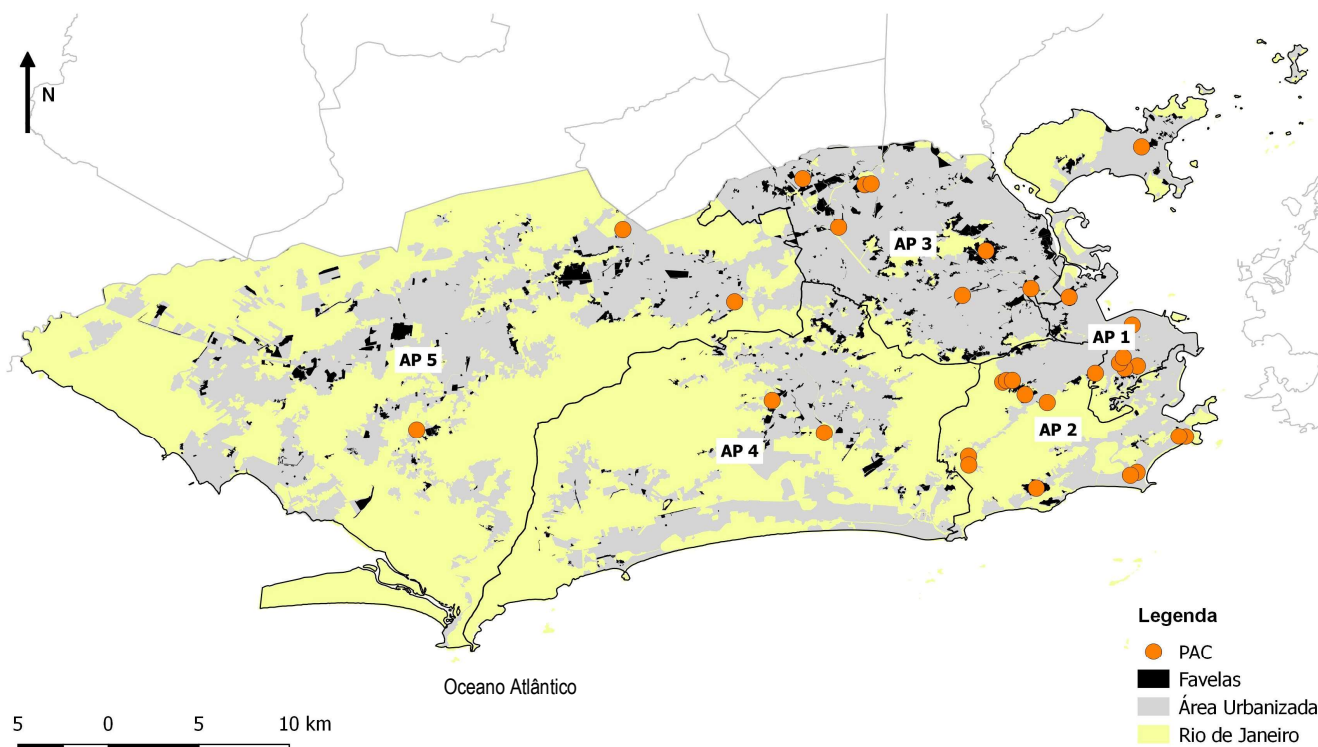 N
AP 3
AP 1
AP 5
AP 2
AP 4
Legenda
PAC
Favelas
Área Urbanizada
Rio de Janeiro
Oceano Atlântico
5 0 5 10 km